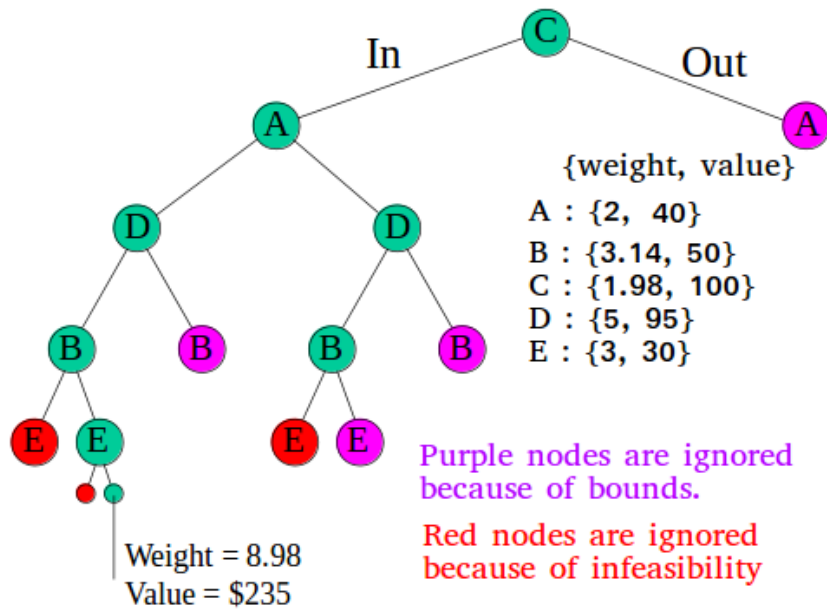 C
In
Out
A
A
{weight, value}
A : {2, 40}
D
D
B : {3.14, 50}
C : {1.98, 100}
D : {5, 95}
E : {3, 30}
B
B
B
B
E
E
E
E
Purple nodes are ignored
because of bounds.
Red nodes are ignored
because of infeasibility
Weight = 8.98
Value = $235